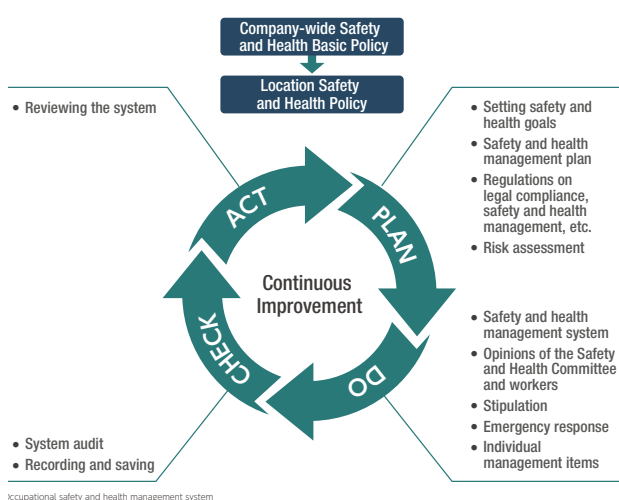 Company-wide Safety
and Health Basic Policy
Location Safety
and Health Policy
• Reviewing the system
• Setting safety and
health goals
• Safety and health
management plan
• Regulations on
legal compliance,
safety and health
management, etc.
• Risk assessment
ACT
PLAN
Continuous
Improvement
CHECK
DO
• Safety and health
management system
• Opinions of the Safety
and Health Committee
and workers
• Stipulation
• Emergency response
• Individual
management items
• System audit
• Recording and saving
ccupational safety and health management system